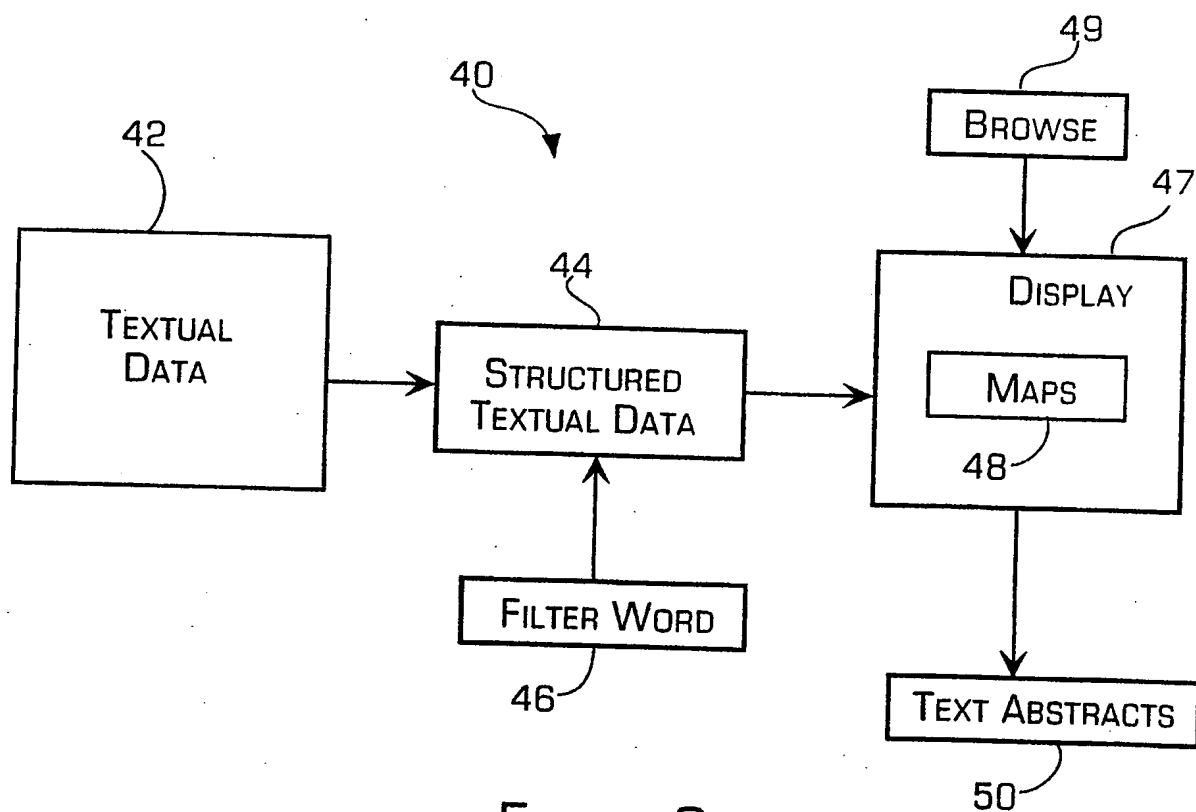 49
40
BROWSE
42
47
44
DISPLAY
TEXTUAL
DATA
STRUCTURED
TEXTUAL DATA
MAPS
48
FILTER WORD
46
TEXT ABSTRACTS
50